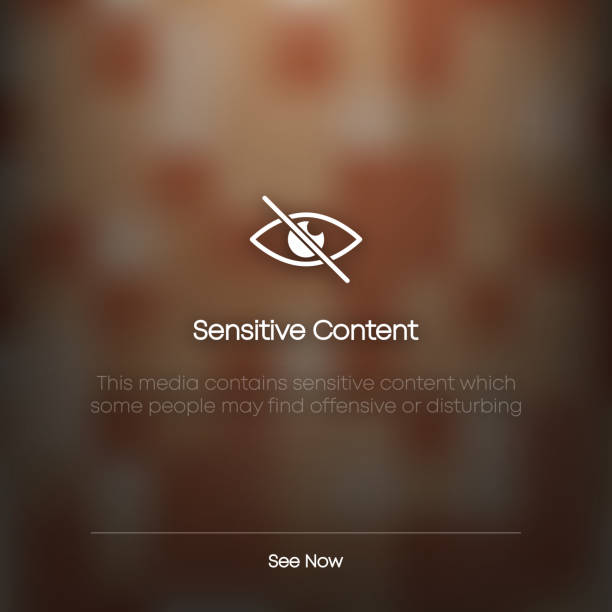 Sensitive Content
This media contains sensitive content which
some people may find offensive or disturbing
See Now